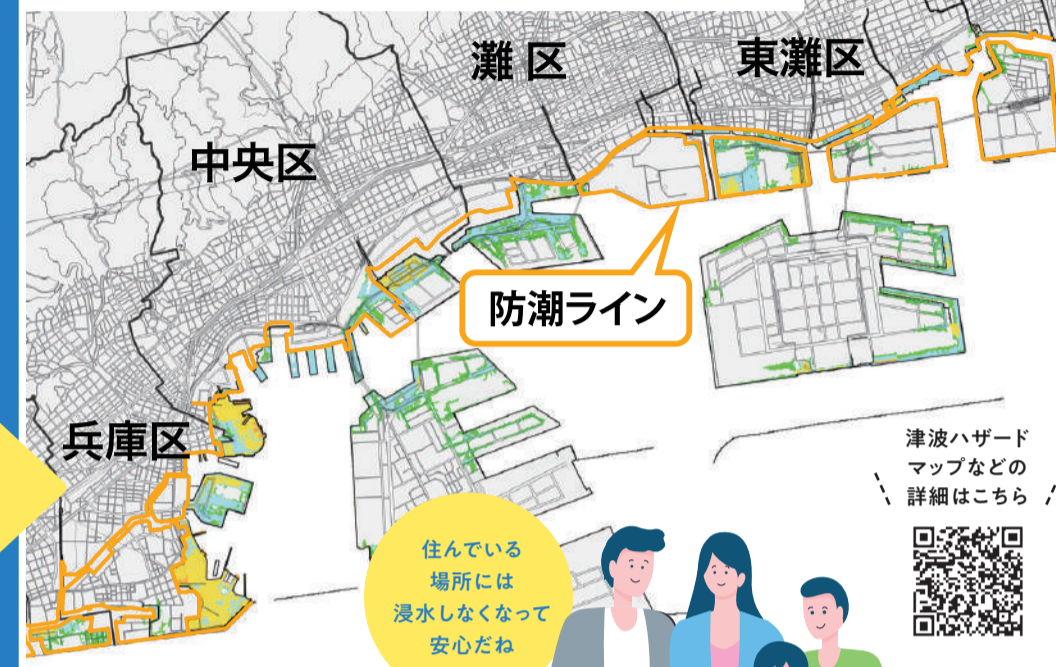 灘区
東灘区
中央区
防潮ライン
兵庫区
津波ハザード
マップなどの
詳細はこちら
住んでいる
場所には
浸水しなくなって
安心だね